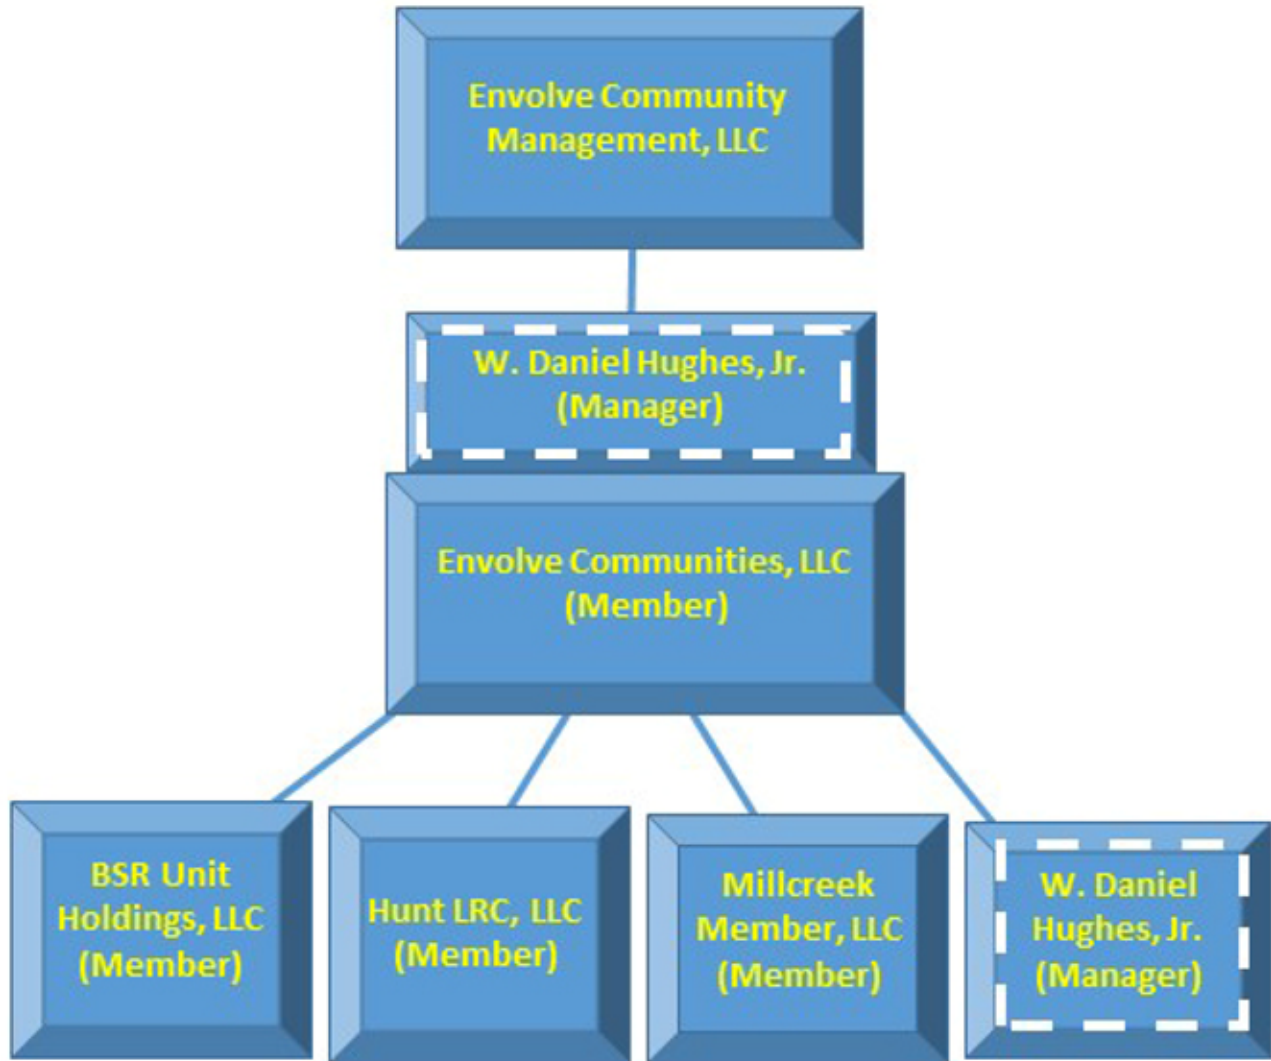 Envolve Community
Management, LLC
W. Daniel Hughes, Jr.
(Manager)
Envolve Communities, LLC
(Member)
BSR Unit
Holdings, LLC
(Member)
Hunt LRC, LLC
(Member)
Millcreek
Member, LLC
(Member)
W. Daniel
Hughes, Jr.
(Manager)